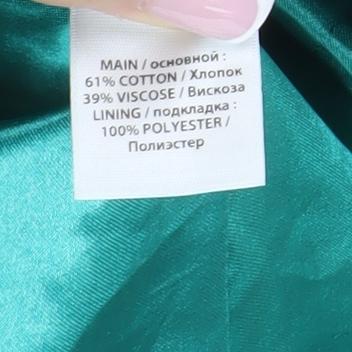 MAIN / основной :
61% COTTON / Хлопок
39% VISCOSE / Вискоза
LINING / подкладка :
100% POLYESTER /
Полиэстер